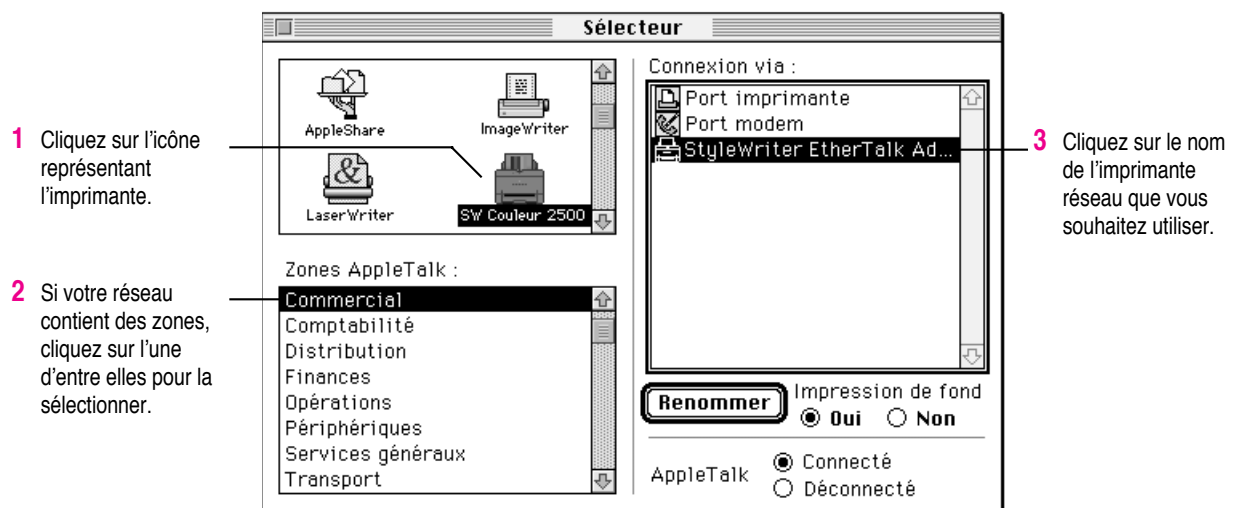 Sélecteur
1 Cliquez sur l'icône
représentant
l'imprimante.
2 Si votre réseau
contient des zones,
cliquez sur l'une
d'entre elles pour la
sélectionner.
AppleShare
ImageWriter
LaserWriter
SW Couleur 2500
Zones AppleTalk :
Commercial
Comptabilité
Distribution
Finances
Opérations
Périphériques
Services généraux
Transport
Connexion via :
Port imprimante
Port modem
StyleWriter EtherTalk Ad...
Renommer
Impression de fond
Oui Non
AppleTalk
Connecté
Déconnecté
3 Cliquez sur le nom
de l'imprimante
réseau que vous
souhaitez utiliser.